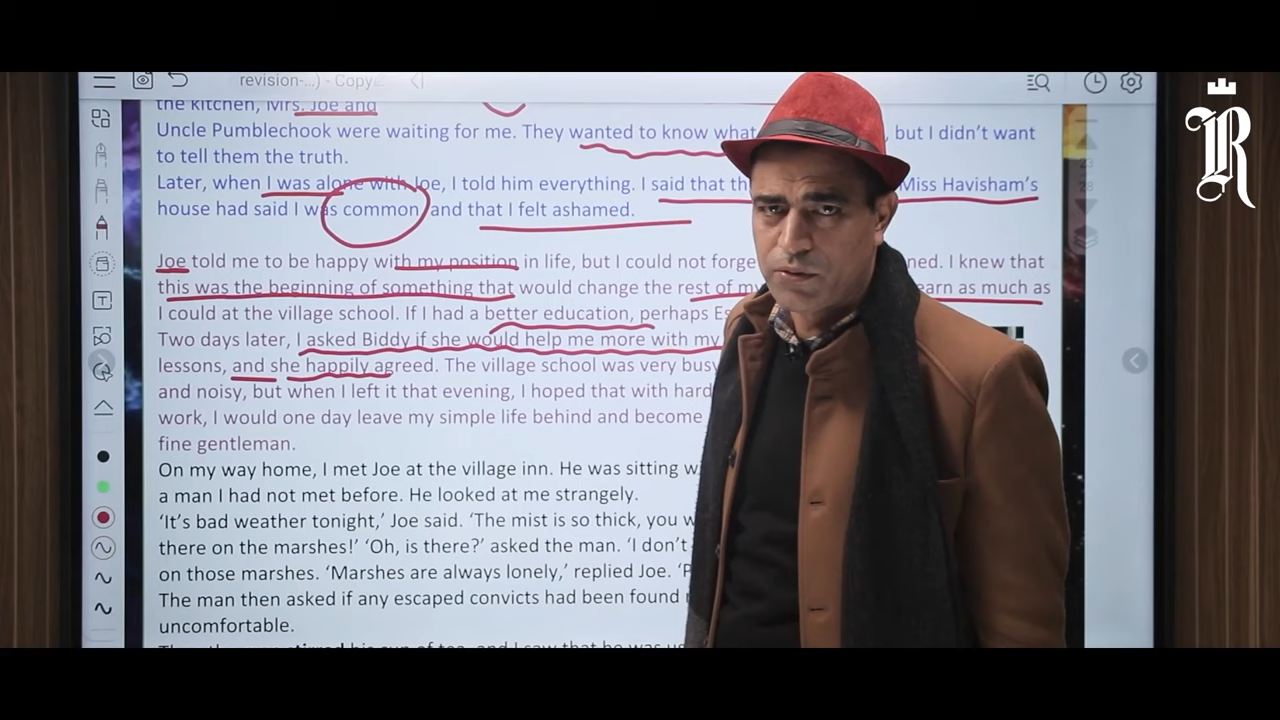 revision-...) - Copy
the kitchen, Mrs. Joe and
Uncle Pumblechook were waiting for me. They wanted to know what , but I didn't want
to tell them the truth.
Later, when I was alone with Joe, I told him everything. I said that Miss Havisham's
house had said I was common and that I felt ashamed.
Joe told me to be happy with my position in life, but I could not I knew that
this was the beginning of something that would change the rest of as much as
I could at the village school. If I had a better education, perhaps
Two days later, I asked Biddy if she would help me more with my
lessons, and she happily agreed. The village school was very busy
and noisy, but when I left it that evening, I hoped that with hard
work, I would one day leave my simple life behind and become
fine gentleman.
On my way home, I met Joe at the village inn. He was sitting
a man I had not met before. He looked at me strangely.
'It's bad weather tonight,' Joe said. 'The mist is so thick, you
there on the marshes!' 'Oh, is there?' asked the man. 'I don't
on those marshes. 'Marshes are always lonely,' replied Joe.
The man then asked if any escaped convicts had been found
uncomfortable.
stirred his cup of tea, and I saw that he was
R